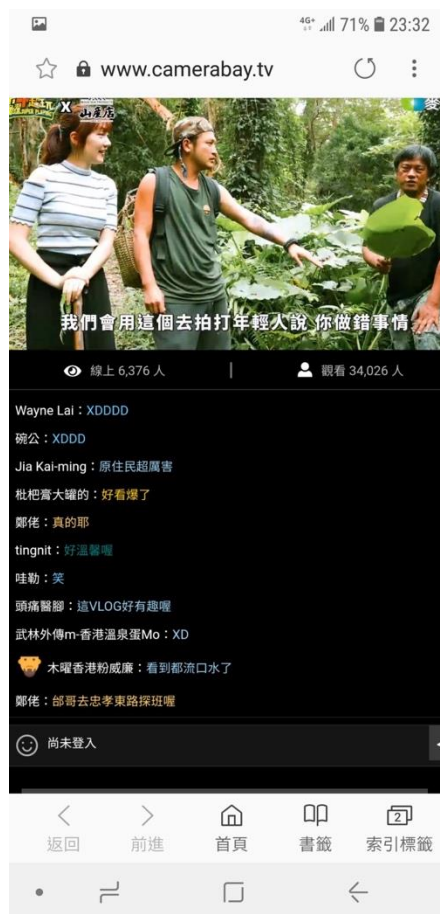 4G+ 71% 23:32
www.camerabay.tv
X 山產店
我們會用這個去拍打年輕人說 你做錯事情
線上 6,376 人 | 觀看 34,026 人
Wayne Lai：XDDDD
碗公：XDDD
Jia Kai-ming：原住民超厲害
枇杷膏大罐的：好看爆了
鄭佬：真的耶
tingnit：好溫馨喔
哇勒：笑
頭痛醫腳：這VLOG好有趣喔
武林外傳m-香港溫泉蛋Mo：XD
木曜香港粉威廉：看到都流口水了
鄭佬：邰哥去忠孝東路探班喔
尚未登入
返回 前進 首頁 書籤 2 索引標籤